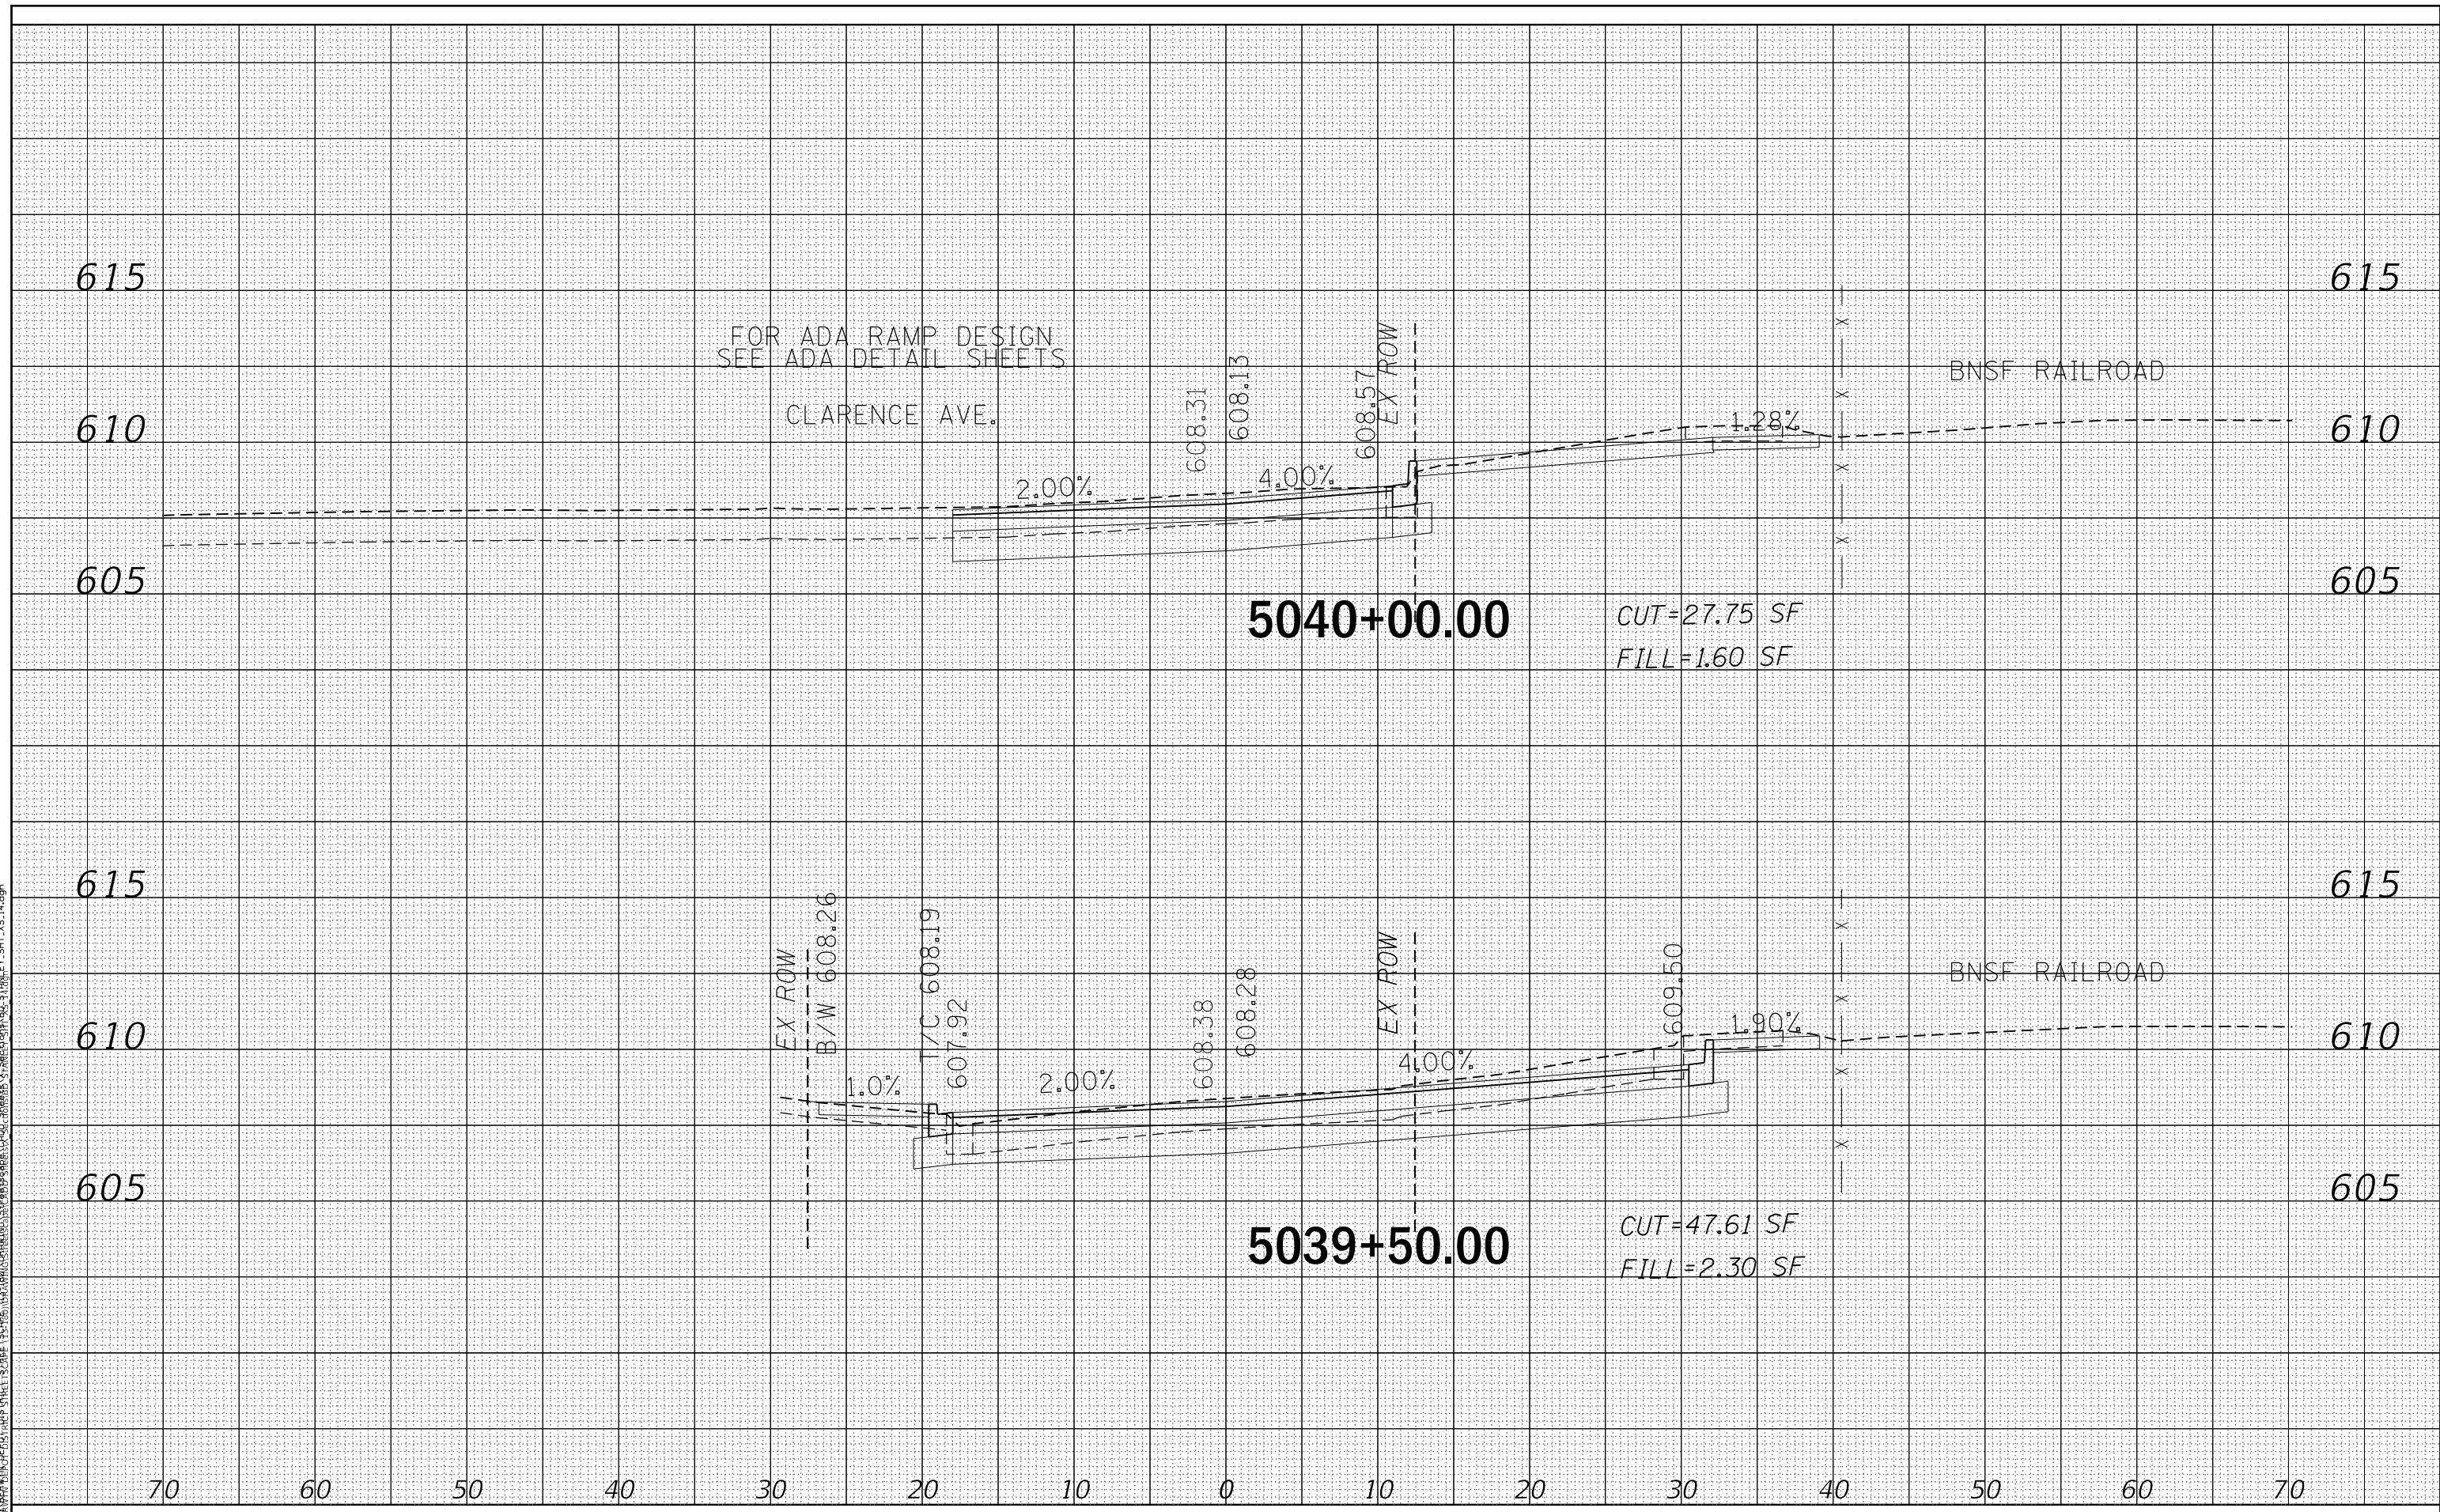 615
615
FOR ADA RAMP DESIGN
SEE ADA DETAIL SHEETS
CLARENCE AVE.
608.31
608.13
608.57
EX ROW
BNSF RAILROAD
610
610
1.28%
2.00%
4.00%
605
605
5040+00.00
CUT=27.75 SF
FILL=1.60 SF
615
615
EX ROW
B/W 608.26
T/C 608.19
607.92
608.38
608.28
EX ROW
609.50
BNSF RAILROAD
610
610
1.0%
2.00%
4.00%
1.90%
605
605
5039+50.00
CUT=47.61 SF
FILL=2.30 SF
70 60 50 40 30 20 10 0 10 20 30 40 50 60 70